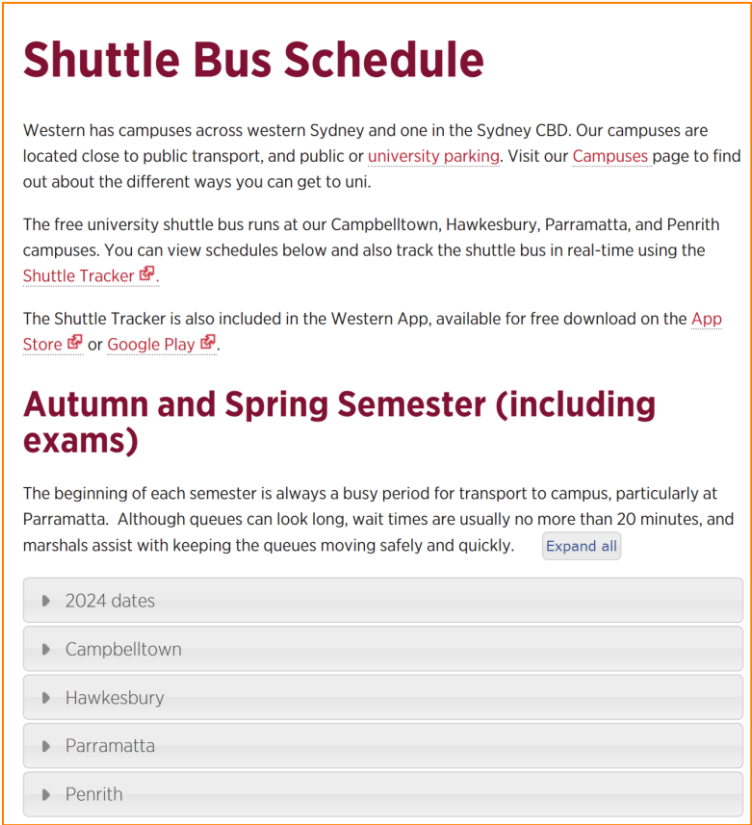 Shuttle Bus Schedule
Western has campuses across western Sydney and one in the Sydney CBD. Our campuses are
located close to public transport, and public or university parking. Visit our Campuses page to find
out about the different ways you can get to uni.
The free university shuttle bus runs at our Campbelltown, Hawkesbury, Parramatta, and Penrith
campuses. You can view schedules below and also track the shuttle bus in real-time using the
Shuttle Tracker.
The Shuttle Tracker is also included in the Western App, available for free download on the App
Store or Google Play.
Autumn and Spring Semester (including
exams)
The beginning of each semester is always a busy period for transport to campus, particularly at
Parramatta.  Although queues can look long, wait times are usually no more than 20 minutes, and
marshals assist with keeping the queues moving safely and quickly. Expand all
2024 dates
Campbelltown
Hawkesbury
Parramatta
Penrith